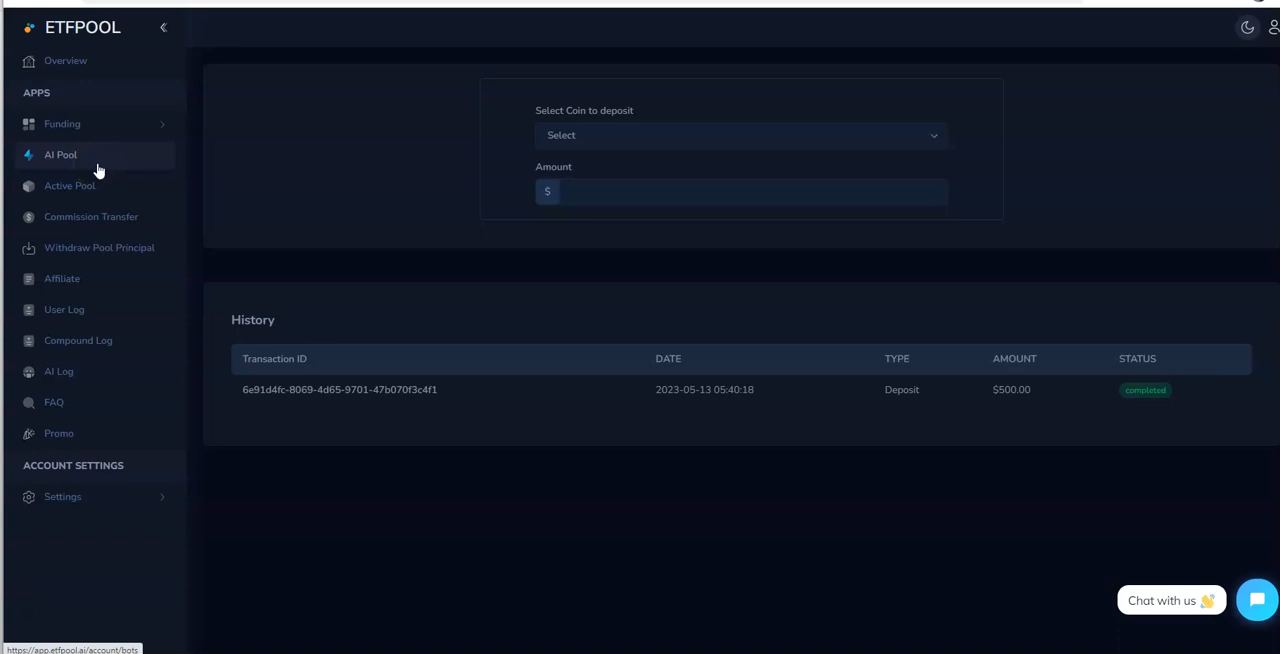 ETFPOOL
Overview
APPS
Funding
AI Pool
Active Pool
Commission Transfer
Withdraw Pool Principal
Affiliate
User Log
Compound Log
AI Log
FAQ
Promo
ACCOUNT SETTINGS
Settings
Select Coin to deposit
Select
Amount
$
History
Transaction ID DATE TYPE AMOUNT STATUS
6e91d4fc-8069-4d65-9701-47b070f3c4f1 2023-05-13 05:40:18 Deposit $500.00 completed
Chat with us 👋
https://app.etfpool.ai/account/bots